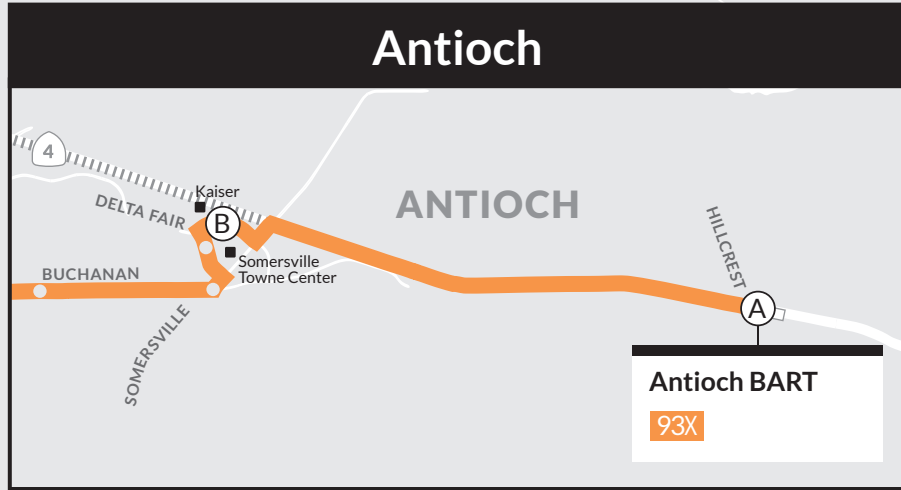 Antioch
4
Kaiser
DELTA FAIR
B
ANTIOCH
HILLCREST
Somersville
Towne Center
BUCHANAN
SOMERSVILLE
A
Antioch BART
93X